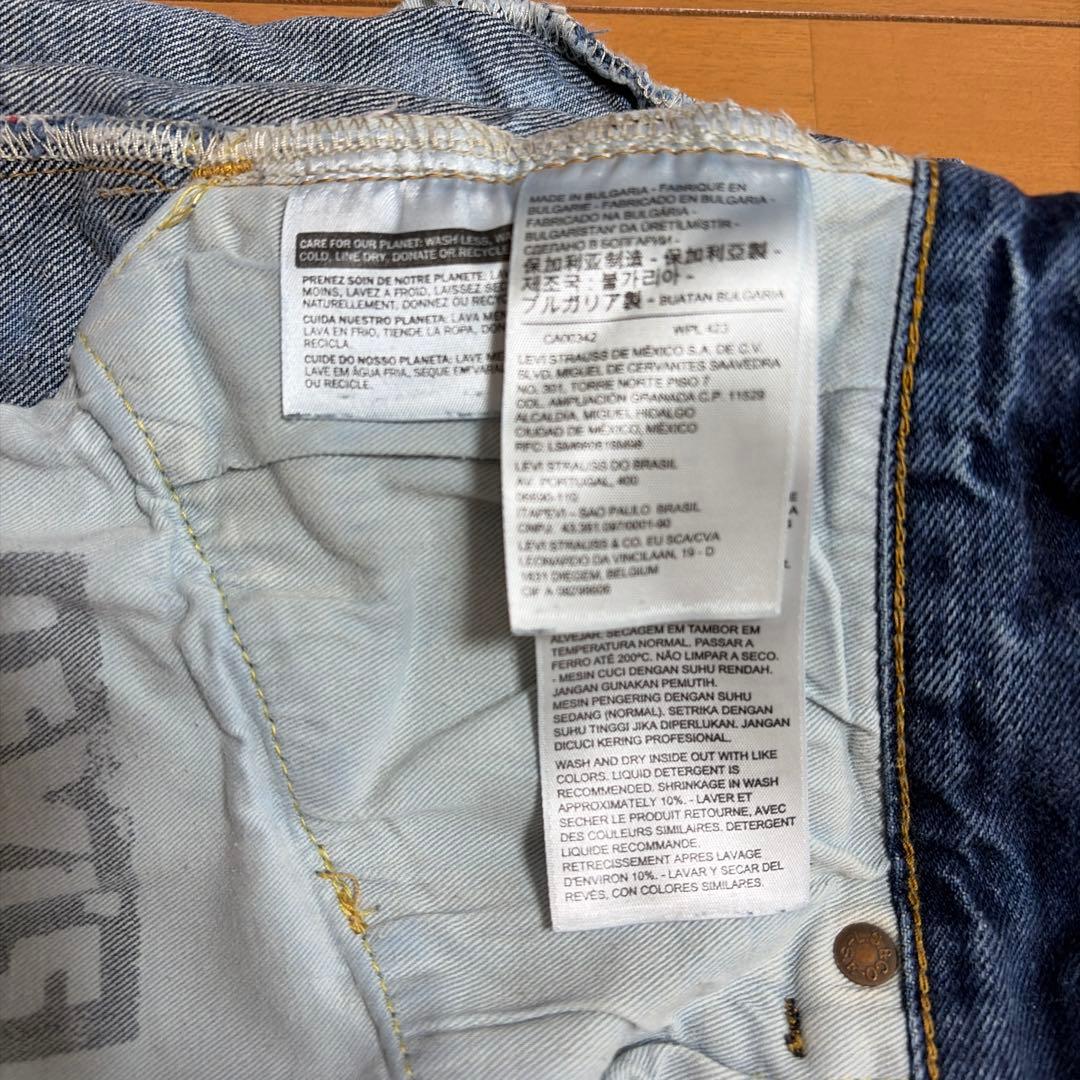 CARE FOR OUR PLANET: WASH LESS,
COLD, LINE DRY, DONATE OR RECYCLE
PRENEZ SOIN DE NOTRE PLANETE:
MOINS, LAVEZ A FROID, LAISSEZ
NATURELLEMENT, DONNEZ OU
CUIDA NUESTRO PLANETA: LAVA
LAVA EN FRIO, TIENDE LA ROPA,
RECICLA.
CUIDE DO NOSSO PLANETA: LAVE
LAVE EM ÁGUA FRIA, SEQUE EM
OU RECICLE.
MADE IN BULGARIA - FABRIQUE EN
BULGARIE - FABRICADO EN BULGARIA -
FABRICADO NA BULGÁRIA -
BULGARISTAN' DA ÜRETİLMİŞTİR -
СДЕЛАНО В БОЛГАРИИ -
保加利亚制造 - 保加利亞製 -
제조국 : 불가리아 -
ブルガリア製 - BUATAN BULGARIA
CA00342 WPL 423
LEVI STRAUSS DE MÉXICO S.A. DE C.V.
BLVD. MIGUEL DE CERVANTES SAAVEDRA
NO. 301, TORRE NORTE PISO 7
COL. AMPLIACIÓN GRANADA C.P. 11529
ALCALDÍA, MIGUEL HIDALGO
CIUDAD DE MÉXICO, MÉXICO
RFC:
LEVI STRAUSS DO BRASIL
AV. PORTUGAL, 400
ITAPEVI - SAO PAULO BRASIL
CNPJ
LEVI STRAUSS & CO. EU SCA/CVA
LEONARDO DA VINCILAAN, 19 - D
1831 DIEGEM, BELGIUM
ALVEJAR. SECAGEM EM TAMBOR EM
TEMPERATURA NORMAL. PASSAR A
FERRO ATÉ 200ºC. NÃO LIMPAR A SECO.
- MESIN CUCI DENGAN SUHU RENDAH.
JANGAN GUNAKAN PEMUTIH.
MESIN PENGERING DENGAN SUHU
SEDANG (NORMAL). SETRIKA DENGAN
SUHU TINGGI JIKA DIPERLUKAN. JANGAN
DICUCI KERING PROFESIONAL.
WASH AND DRY INSIDE OUT WITH LIKE
COLORS. LIQUID DETERGENT IS
RECOMMENDED. SHRINKAGE IN WASH
APPROXIMATELY 10%. - LAVER ET
SECHER LE PRODUIT RETOURNE, AVEC
DES COULEURS SIMILAIRES. DETERGENT
LIQUIDE RECOMMANDE.
RETRECISSEMENT APRES LAVAGE
D'ENVIRON 10%. - LAVAR Y SECAR DEL
REVÉS, CON COLORES SIMILARES.